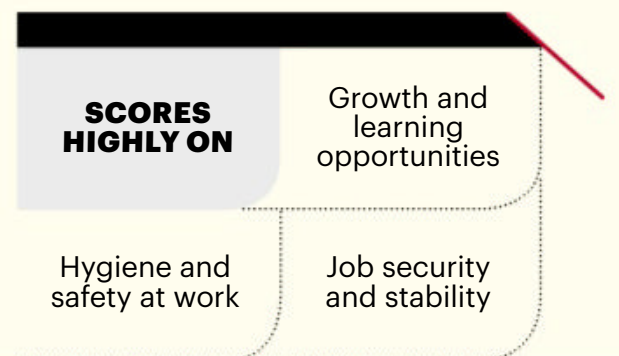 SCORES
HIGHLY ON
Growth and
learning
opportunities
Hygiene and
safety at work
Job security
and stability